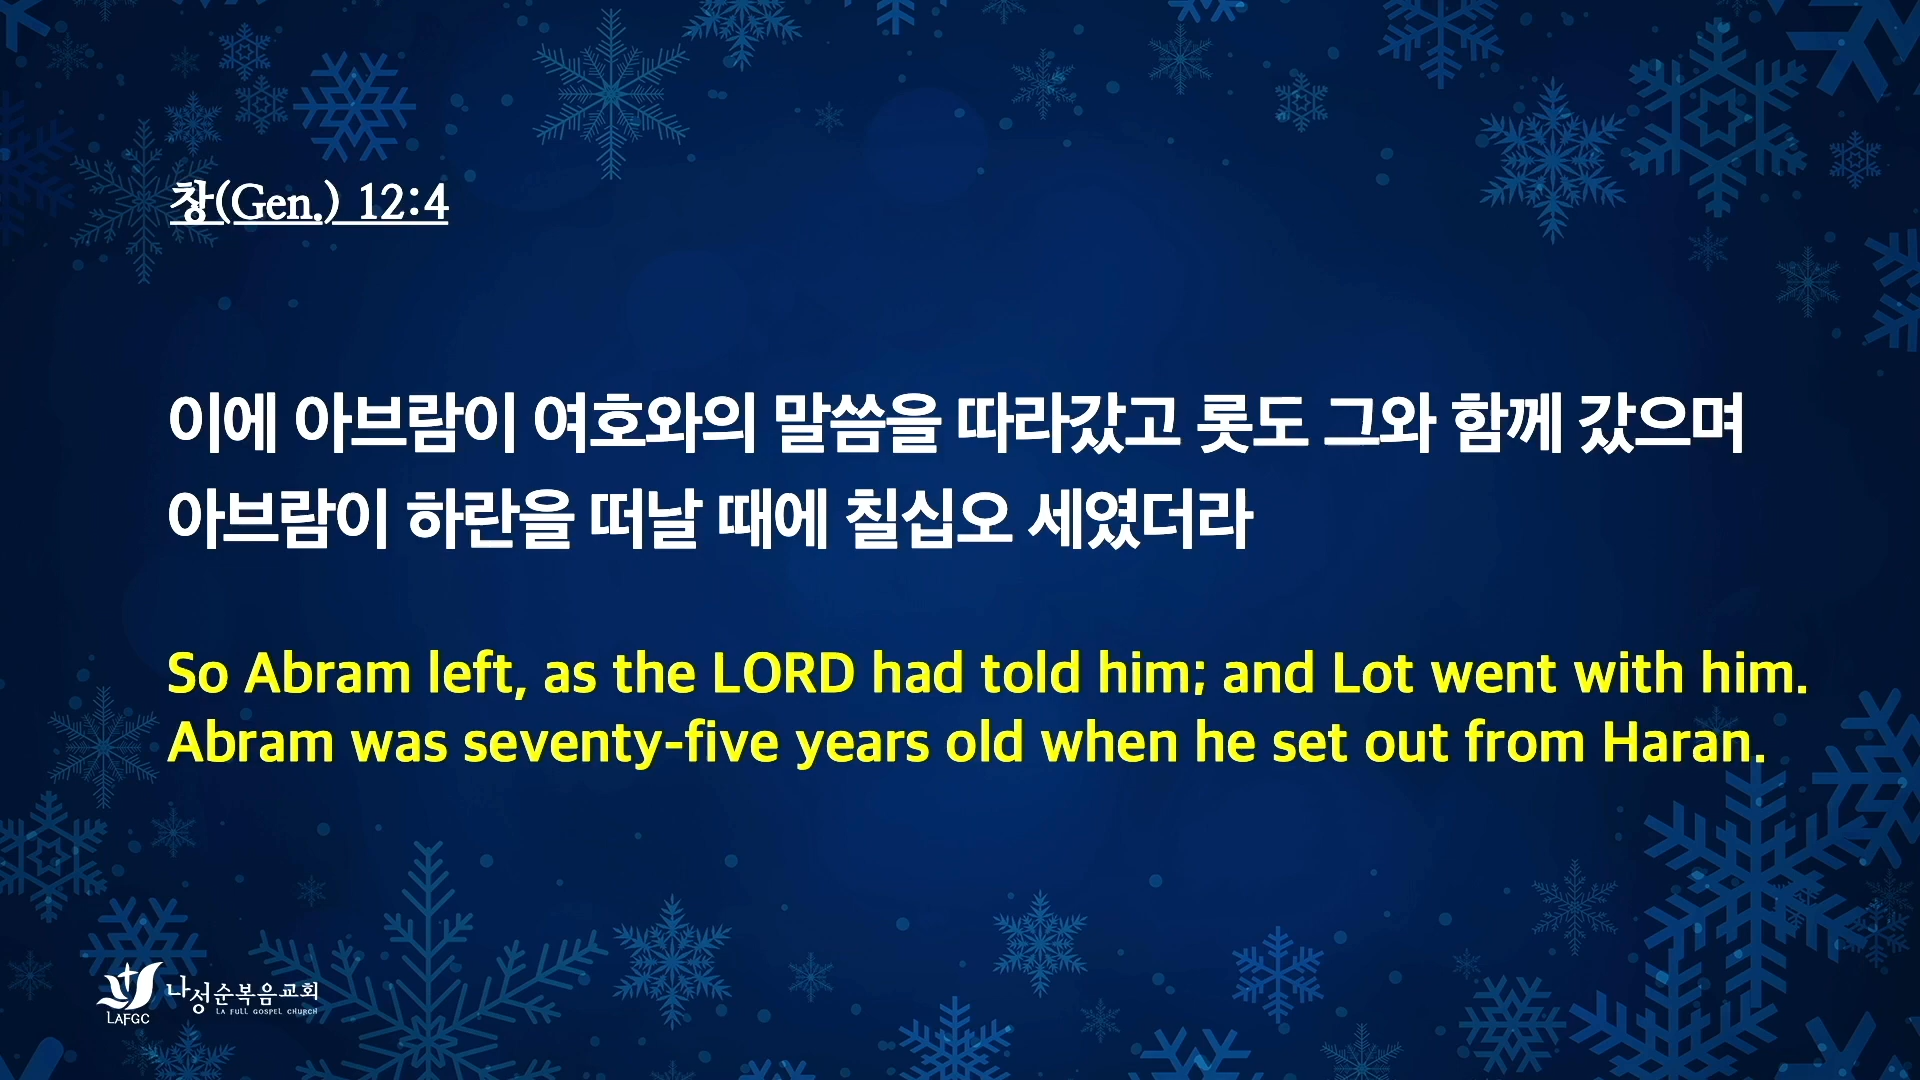 창(Gen.) 12:4
이에 아브람이 여호와의 말씀을 따라갔고 롯도 그와 함께 갔으며
아브람이 하란을 떠날 때에 칠십오 세였더라
So Abram left, as the LORD had told him; and Lot went with him.
Abram was seventy-five years old when he set out from Haran.
LAFGC
나성순복음교회
LA FULL GOSPEL CHURCH